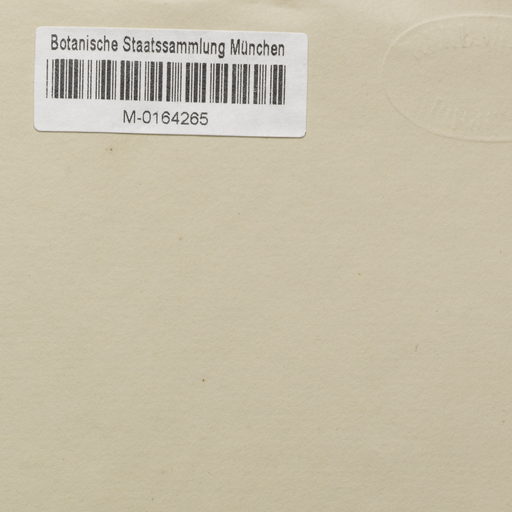 Botanische Staatssammlung München
M-0164265